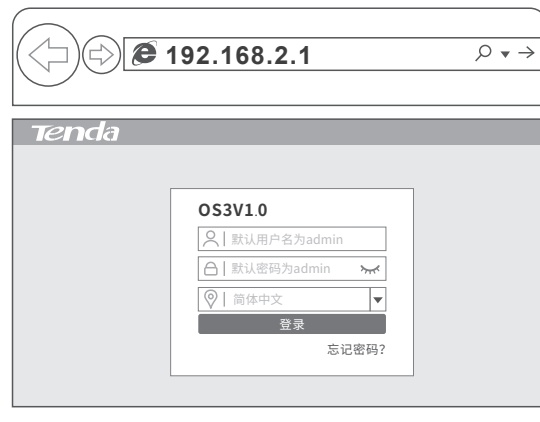 192.168.2.1
Tenda
OS3V1.0
默认用户名为admin
默认密码为admin
简体中文
登录
忘记密码?